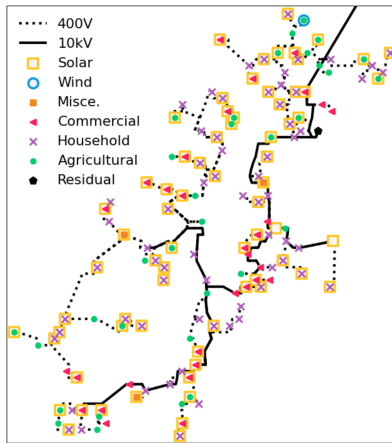 400V
10kV
Solar
Wind
Misce.
Commercial
Household
Agricultural
Residual